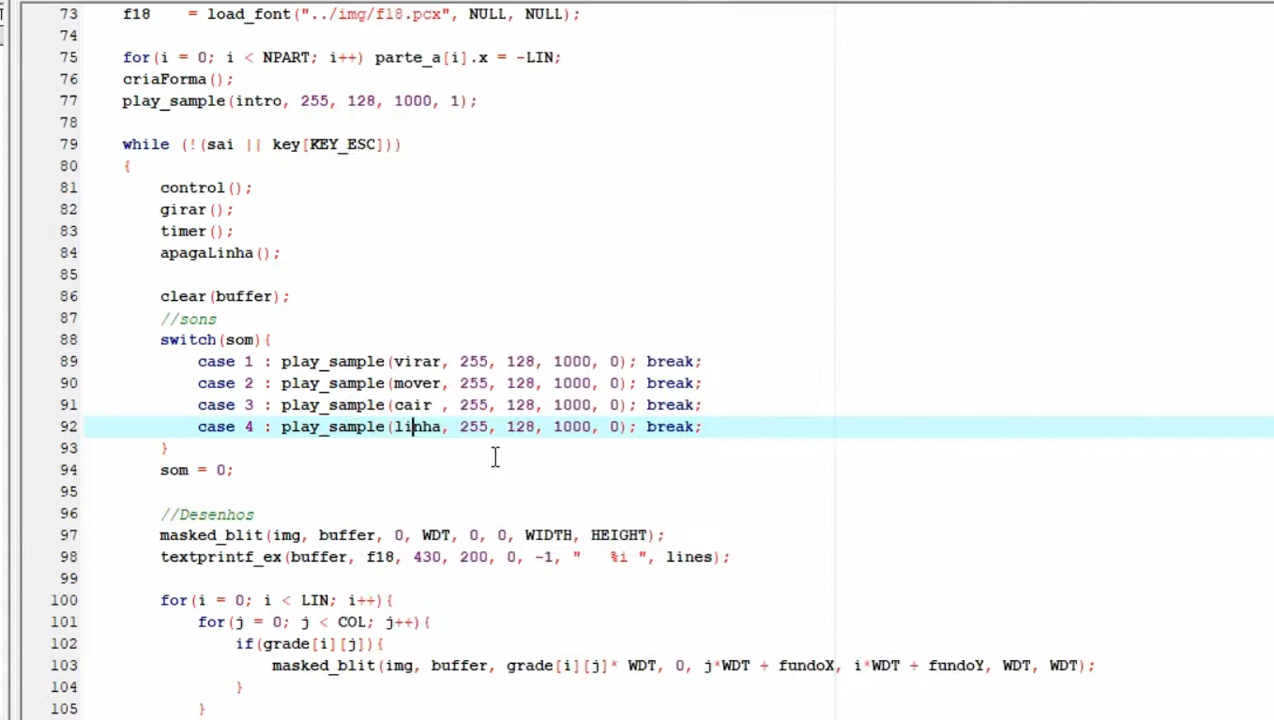 73 f18    = load_font("../img/f18.pcx", NULL, NULL);
74
75 for(i = 0; i < NPART; i++) parte_a[i].x = -LIN;
76 criaForma();
77 play_sample(intro, 255, 128, 1000, 1);
78
79 while (!(sai || key[KEY_ESC]))
80 {
81     control();
82     girar();
83     timer();
84     apagaLinha();
85
86     clear(buffer);
87     //sons
88     switch(som){
89         case 1 : play_sample(virar, 255, 128, 1000, 0); break;
90         case 2 : play_sample(mover, 255, 128, 1000, 0); break;
91         case 3 : play_sample(cair , 255, 128, 1000, 0); break;
92         case 4 : play_sample(linha, 255, 128, 1000, 0); break;
93     }
94     som = 0;
95
96     //Desenhos
97     masked_blit(img, buffer, 0, WDT, 0, 0, WIDTH, HEIGHT);
98     textprintf_ex(buffer, f18, 430, 200, 0, -1, "   %i ", lines);
99
100     for(i = 0; i < LIN; i++){
101         for(j = 0; j < COL; j++){
102             if(grade[i][j]){
103                 masked_blit(img, buffer, grade[i][j]* WDT, 0, j*WDT + fundoX, i*WDT + fundoY, WDT, WDT);
104             }
105         }